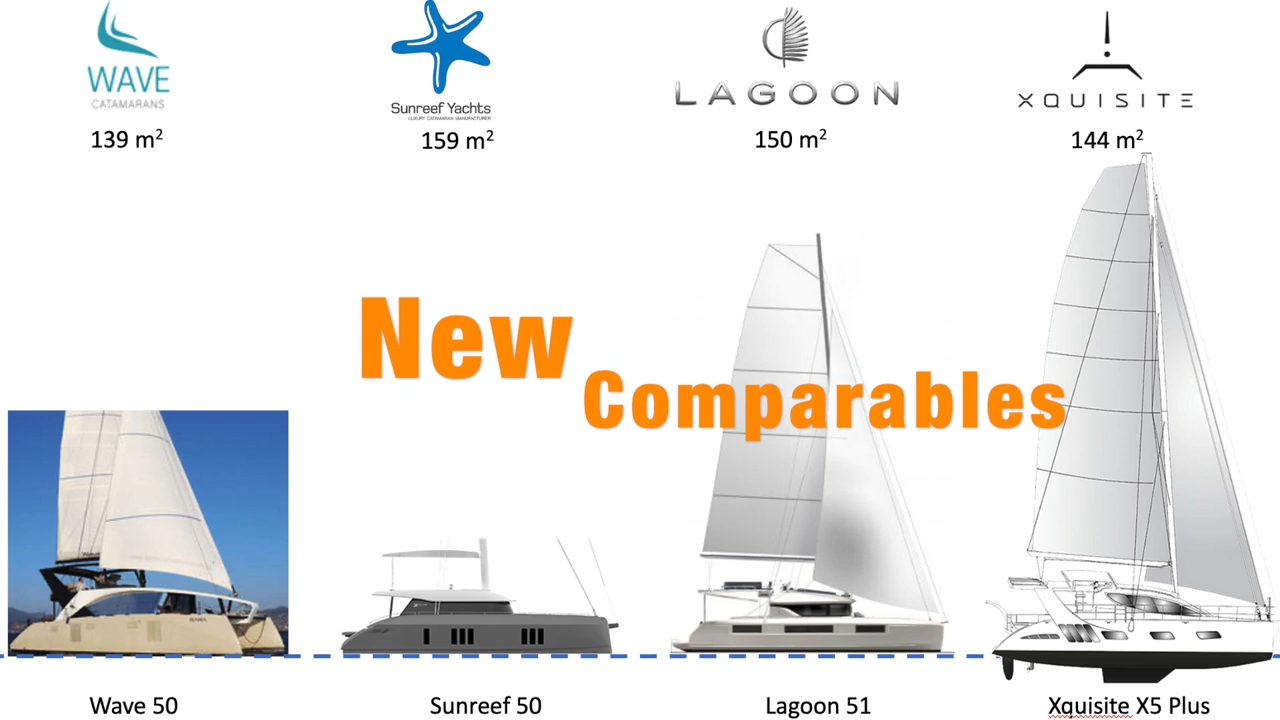 WAVE
CATAMARANS
Sunreef Yachts
LUXURY CATAMARAN MANUFACTURER
LAGOON
XQUISITE
139 m²
159 m²
150 m²
144 m²
New
Comparables
Wave 50
Sunreef 50
Lagoon 51
Xquisite X5 Plus